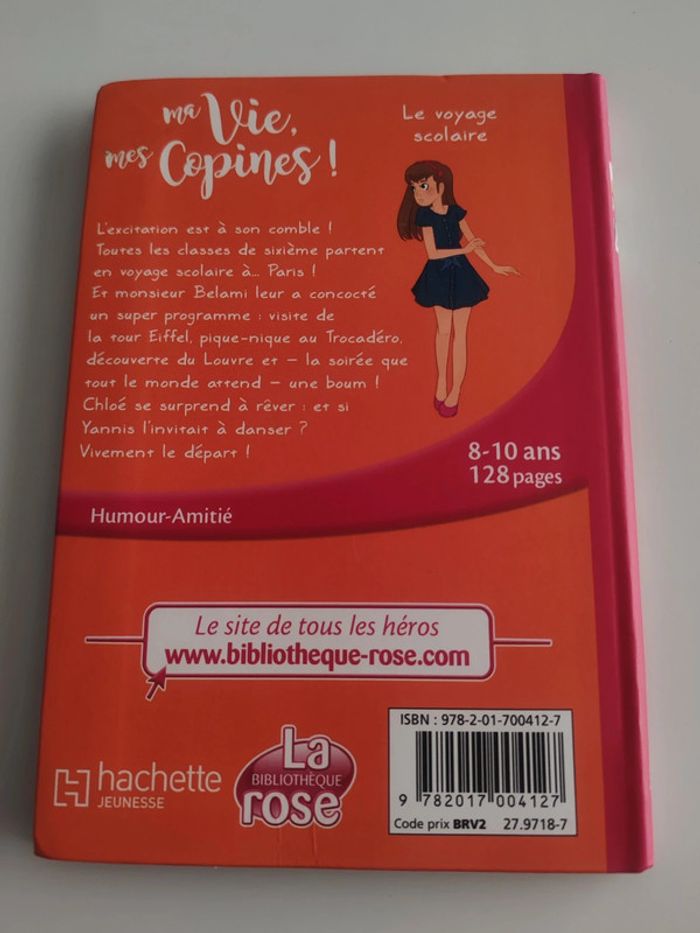 ma Vie,
mes Copines !
Le voyage
scolaire
L'excitation est à son comble !
Toutes les classes de sixième partent
en voyage scolaire à... Paris !
Et monsieur Belami leur a concocté
un super programme : visite de
la tour Eiffel, pique-nique au Trocadéro,
découverte du Louvre et – la soirée que
tout le monde attend – une boum !
Chloé se surprend à rêver : et si
Yannis l'invitait à danser ?
Vivement le départ !
8-10 ans
128 pages
Humour-Amitié
Le site de tous les héros
www.bibliotheque-rose.com
hachette
JEUNESSE
La
BIBLIOTHÈQUE
rose
ISBN : 978-2-01-700412-7
9 782017 004127
Code prix BRV2 27.9718-7